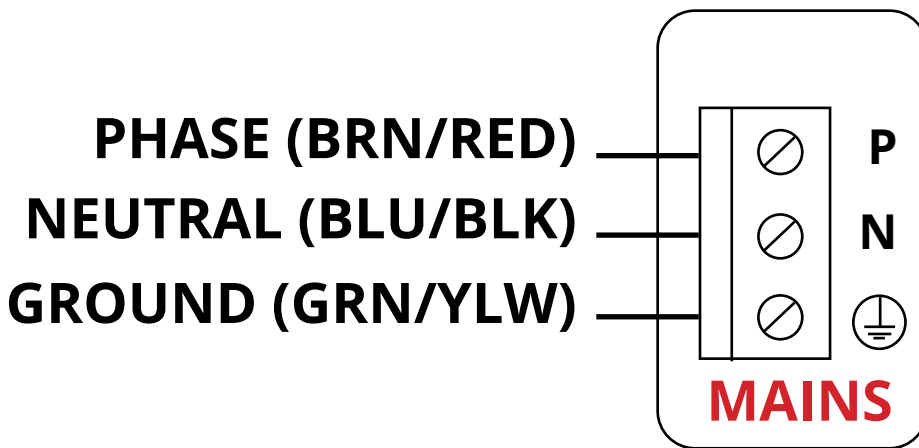 PHASE (BRN/RED) P
NEUTRAL (BLU/BLK) N
GROUND (GRN/YLW)
MAINS